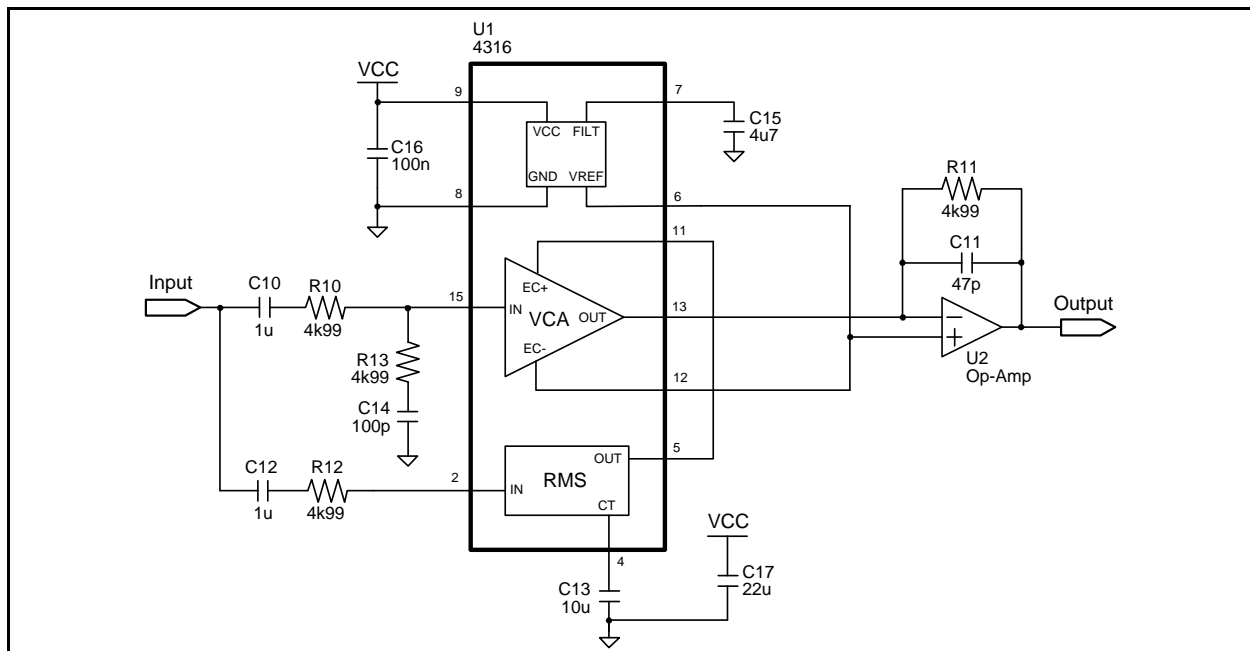 U1
4316
VCC
9
7
C15
4u7
VCC
FILT
C16
100n
GND
VREF
8
6
R11
4k99
11
C11
47p
Input
C10
1u
R10
4k99
15
EC+
IN
VCA
OUT
EC-
13
Output
R13
4k99
12
U2
Op-Amp
C14
100p
C12
1u
R12
4k99
2
IN
RMS
OUT
CT
5
4
VCC
C13
10u
C17
22u